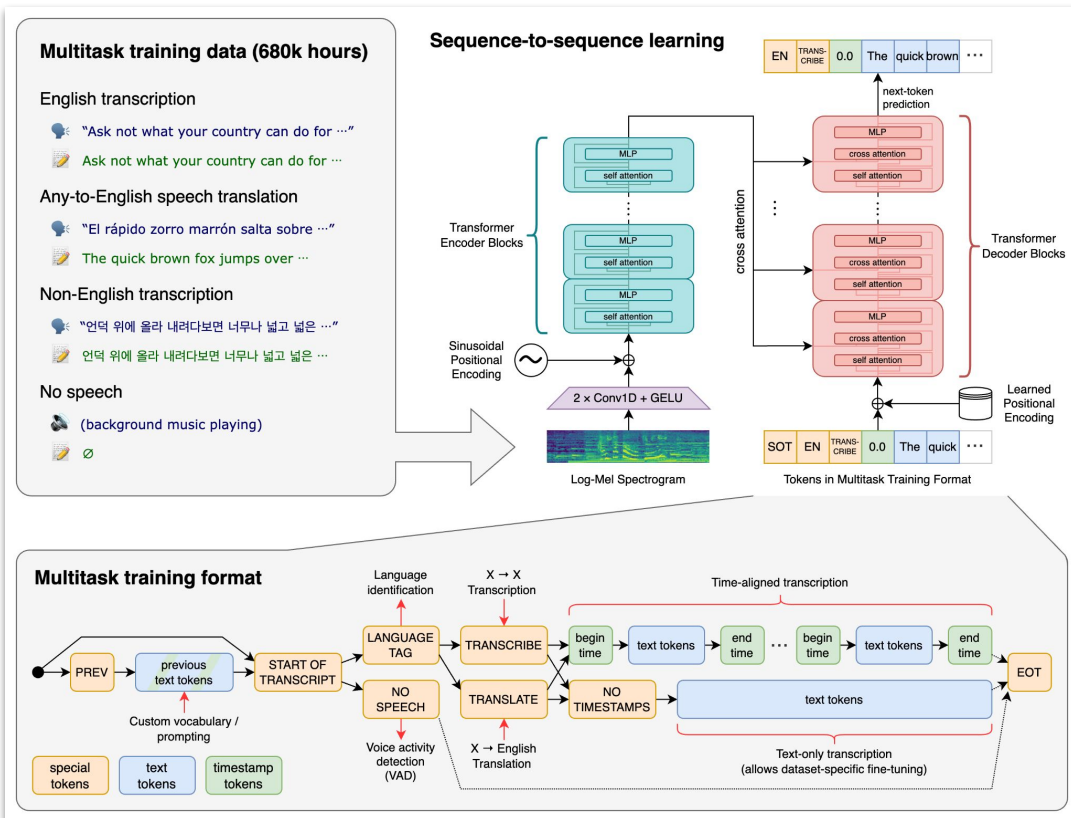 Multitask training data (680k hours)
English transcription
“Ask not what your country can do for ⋯”
Ask not what your country can do for ⋯
Any-to-English speech translation
“El rápido zorro marrón salta sobre ⋯”
The quick brown fox jumps over ⋯
Non-English transcription
“언덕 위에 올라 내려다보면 너무나 넓고 넓은 ⋯”
언덕 위에 올라 내려다보면 너무나 넓고 넓은 ⋯
No speech
(background music playing)
∅
Sequence-to-sequence learning
EN TRANS-
CRIBE 0.0 The quick brown ⋯
next-token
prediction
MLP
self attention
⋮
MLP
self attention
MLP
self attention
Transformer
Encoder Blocks
cross attention
⋮
MLP
cross attention
self attention
⋮
MLP
cross attention
self attention
MLP
cross attention
self attention
Transformer
Decoder Blocks
Sinusoidal
Positional
Encoding
~
2 × Conv1D + GELU
Log-Mel Spectrogram
Learned
Positional
Encoding
SOT EN TRANS-
CRIBE 0.0 The quick ⋯
Tokens in Multitask Training Format
Multitask training format
Language
identification
X → X
Transcription
Time-aligned transcription
PREV
previous
text tokens
START OF
TRANSCRIPT
LANGUAGE
TAG
NO
SPEECH
TRANSCRIBE
TRANSLATE
begin
time
text tokens
end
time
⋯
begin
time
text tokens
end
time
NO
TIMESTAMPS
text tokens
EOT
Custom vocabulary /
prompting
Voice activity
detection
(VAD)
X → English
Translation
Text-only transcription
(allows dataset-specific fine-tuning)
special
tokens
text
tokens
timestamp
tokens